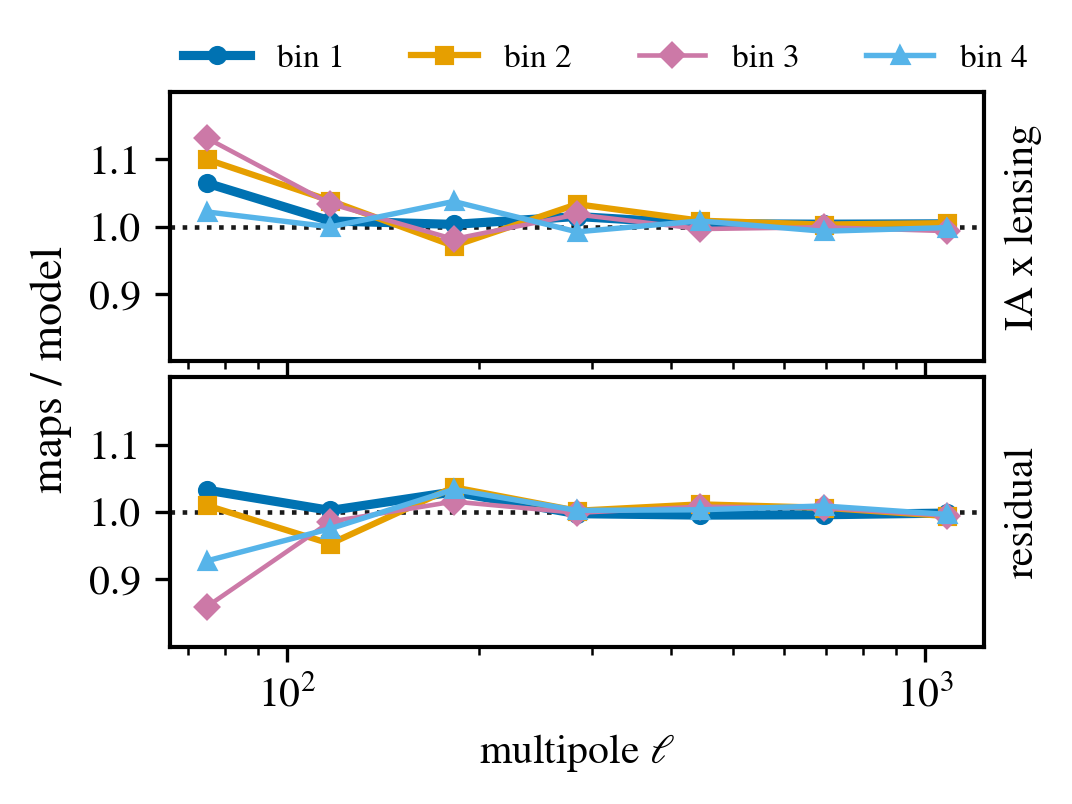 bin 1 bin 2 bin 3 bin 4
1.1
1.0
0.9
IA x lensing
maps / model
1.1
1.0
0.9
residual
10² 10³
multipole ℓ